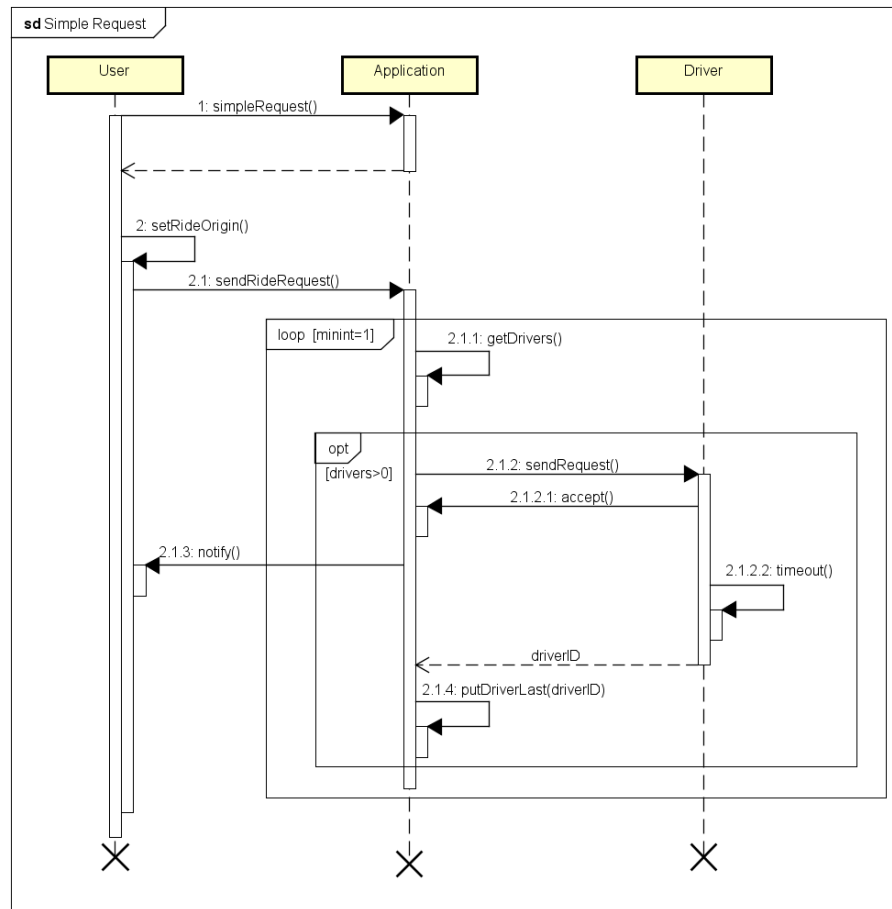 sd Simple Request
User
Application
Driver
1: simpleRequest()
2: setRideOrigin()
2.1: sendRideRequest()
loop [minint=1]
2.1.1: getDrivers()
opt
[drivers>0]
2.1.2: sendRequest()
2.1.2.1: accept()
2.1.3: notify()
2.1.2.2: timeout()
driverID
2.1.4: putDriverLast(driverID)